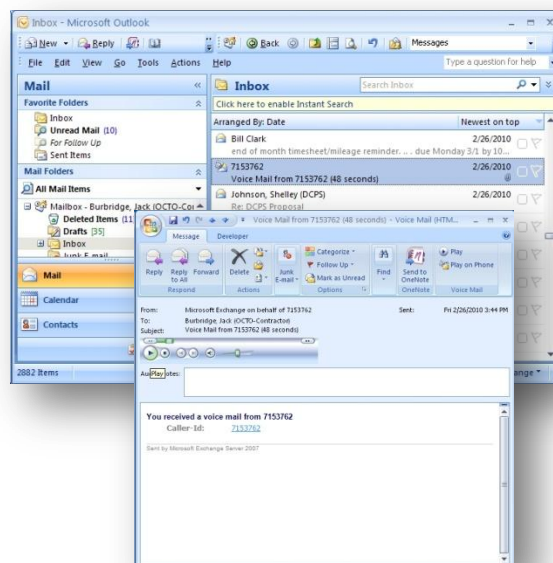 Inbox - Microsoft Outlook
New Reply Back Messages
File Edit View Go Tools Actions Help Type a question for help
Mail
Favorite Folders
Inbox
Unread Mail (10)
For Follow Up
Sent Items
Mail Folders
All Mail Items
Mailbox - Burbridge, Jack (OCTO-Co
Deleted Items (11
Drafts [35]
Inbox
Junk E-mail
Mail
Calendar
Contacts
2882 Items
Inbox Search Inbox
Click here to enable Instant Search
Arranged By: Date Newest on top
Bill Clark 2/26/2010
end of month timesheet/mileage reminder. . . due Monday 3/1 by 10...
7153762 2/26/2010
Voice Mail from 7153762 (48 seconds)
Johnson, Shelley (DCPS) 2/26/2010
Re: DCPS Proposal
ange
Voice Mail from 7153762 (48 seconds) - Voice Mail (HTM...
Message Developer
Reply Reply to All Forward Delete Junk E-mail Categorize Follow Up Mark as Unread Find Send to OneNote Play Play on Phone
Respond Actions Options OneNote Voice Mail
From: Microsoft Exchange on behalf of 7153762 Sent: Fri 2/26/2010 3:44 PM
To: Burbridge, Jack (OCTO-Contractor)
Subject: Voice Mail from 7153762 (48 seconds)
Au Play otes:
You received a voice mail from 7153762
Caller-Id: 7153762
Sent by Microsoft Exchange Server 2007